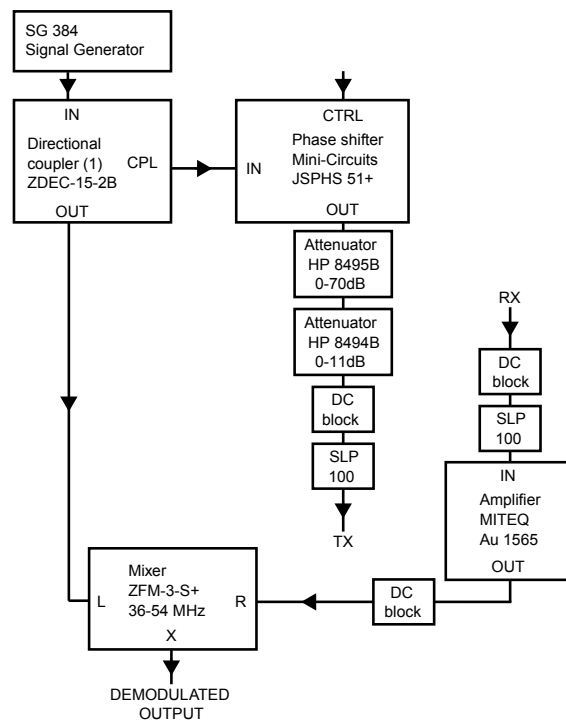 SG 384
Signal Generator
IN
Directional
coupler (1)
ZDEC-15-2B
CPL
OUT
CTRL
Phase shifter
Mini-Circuits
JSPHS 51+
IN
OUT
Attenuator
HP 8495B
0-70dB
Attenuator
HP 8494B
0-11dB
DC
block
SLP
100
TX
RX
DC
block
SLP
100
IN
Amplifier
MITEQ
Au 1565
OUT
DC
block
Mixer
ZFM-3-S+
36-54 MHz
L
R
X
DEMODULATED
OUTPUT